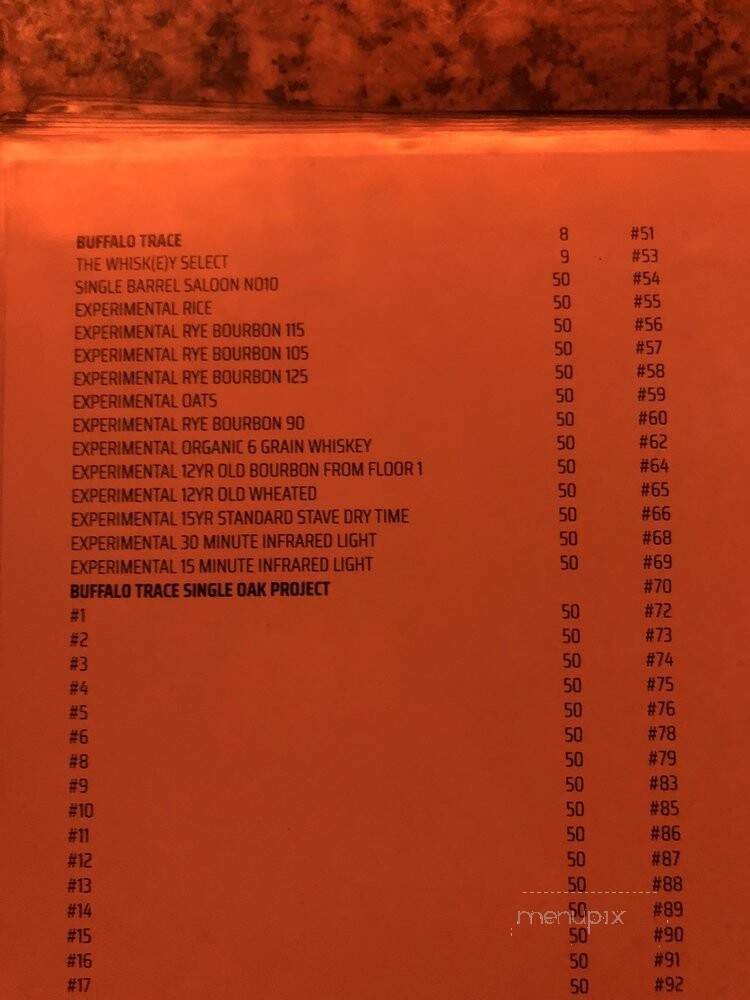 BUFFALO TRACE 8
THE WHISK(E)Y SELECT 9
SINGLE BARREL SALOON NO10 50
EXPERIMENTAL RICE 50
EXPERIMENTAL RYE BOURBON 115 50
EXPERIMENTAL RYE BOURBON 105 50
EXPERIMENTAL RYE BOURBON 125 50
EXPERIMENTAL OATS 50
EXPERIMENTAL RYE BOURBON 90 50
EXPERIMENTAL ORGANIC 6 GRAIN WHISKEY 50
EXPERIMENTAL 12YR OLD BOURBON FROM FLOOR 1 50
EXPERIMENTAL 12YR OLD WHEATED 50
EXPERIMENTAL 15YR STANDARD STAVE DRY TIME 50
EXPERIMENTAL 30 MINUTE INFRARED LIGHT 50
EXPERIMENTAL 15 MINUTE INFRARED LIGHT 50
BUFFALO TRACE SINGLE OAK PROJECT
#1 50
#2 50
#3 50
#4 50
#5 50
#6 50
#8 50
#9 50
#10 50
#11 50
#12 50
#13 50
#14 50
#15 50
#16 50
#17 50
#51
#53
#54
#55
#56
#57
#58
#59
#60
#62
#64
#65
#66
#68
#69
#70
#72
#73
#74
#75
#76
#78
#79
#83
#85
#86
#87
#88
#89
#90
#91
#92
menupix